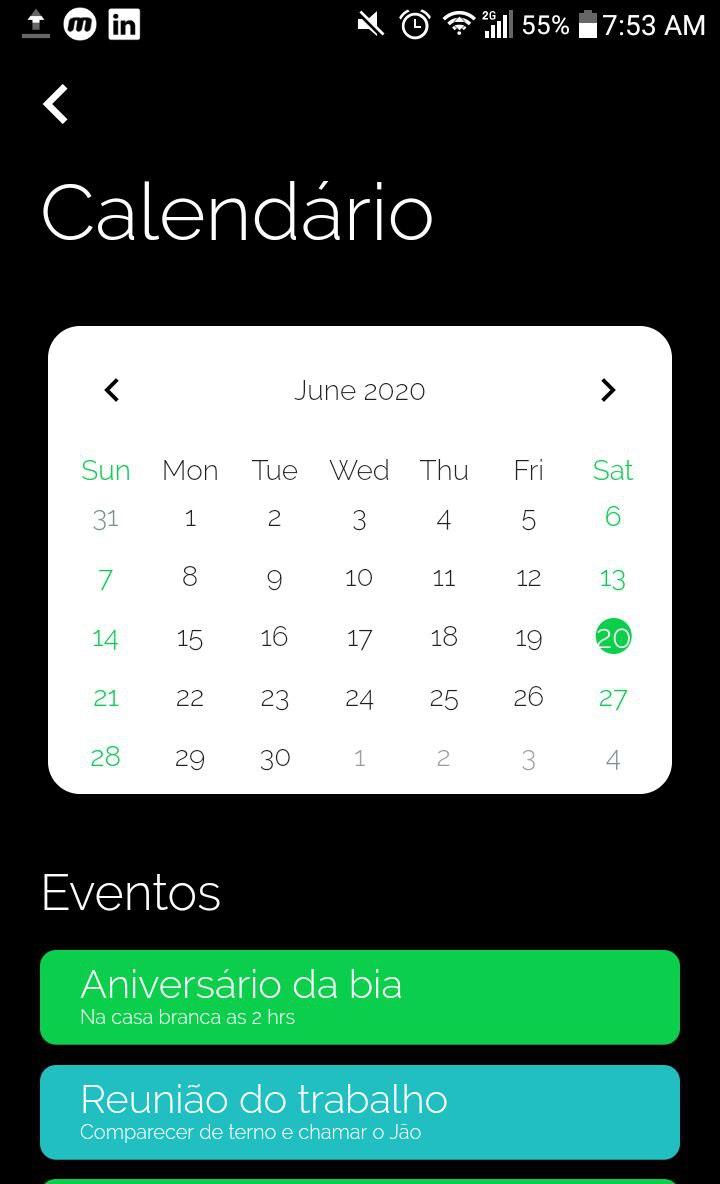 m in 2G 55% 7:53 AM
Calendário
June 2020
Sun Mon Tue Wed Thu Fri Sat
31 1 2 3 4 5 6
7 8 9 10 11 12 13
14 15 16 17 18 19 20
21 22 23 24 25 26 27
28 29 30 1 2 3 4
Eventos
Aniversário da bia
Na casa branca as 2 hrs
Reunião do trabalho
Comparecer de terno e chamar o Jão